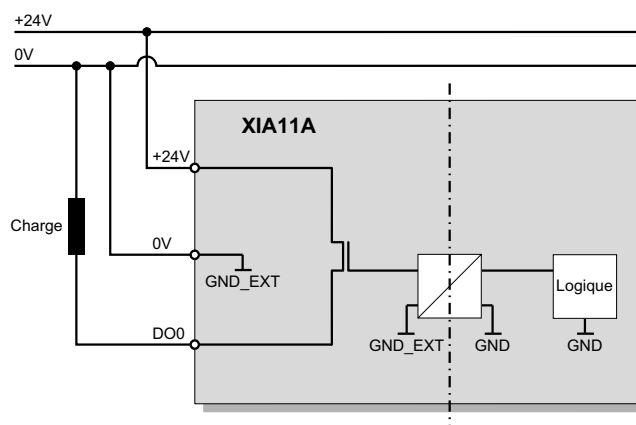 +24V
0V
XIA11A
+24V
Charge
0V
GND_EXT
Logique
DO0
GND_EXT
GND
GND